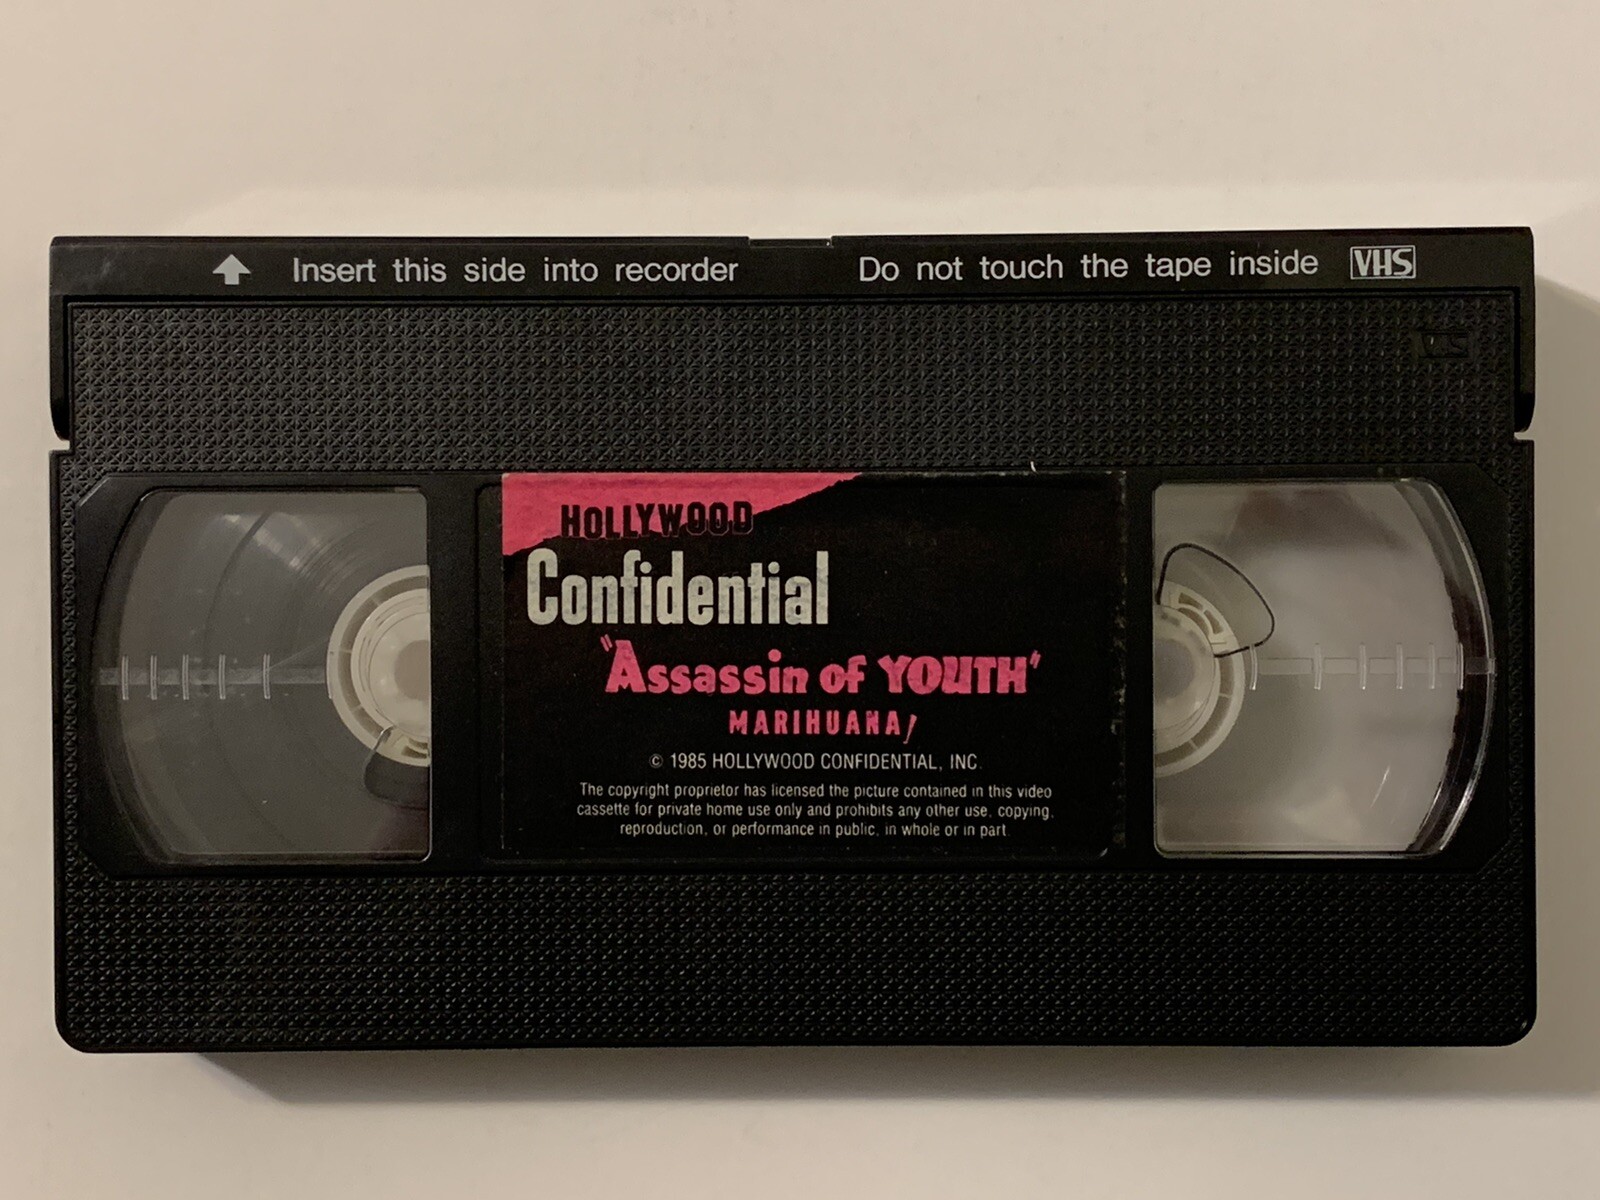 Insert this side into recorder Do not touch the tape inside VHS
VHS
HOLLYWOOD
Confidential
"Assassin of YOUTH"
MARIHUANA!
© 1985 HOLLYWOOD CONFIDENTIAL, INC.
The copyright proprietor has licensed the picture contained in this video
cassette for private home use only and prohibits any other use, copying,
reproduction, or performance in public, in whole or in part.